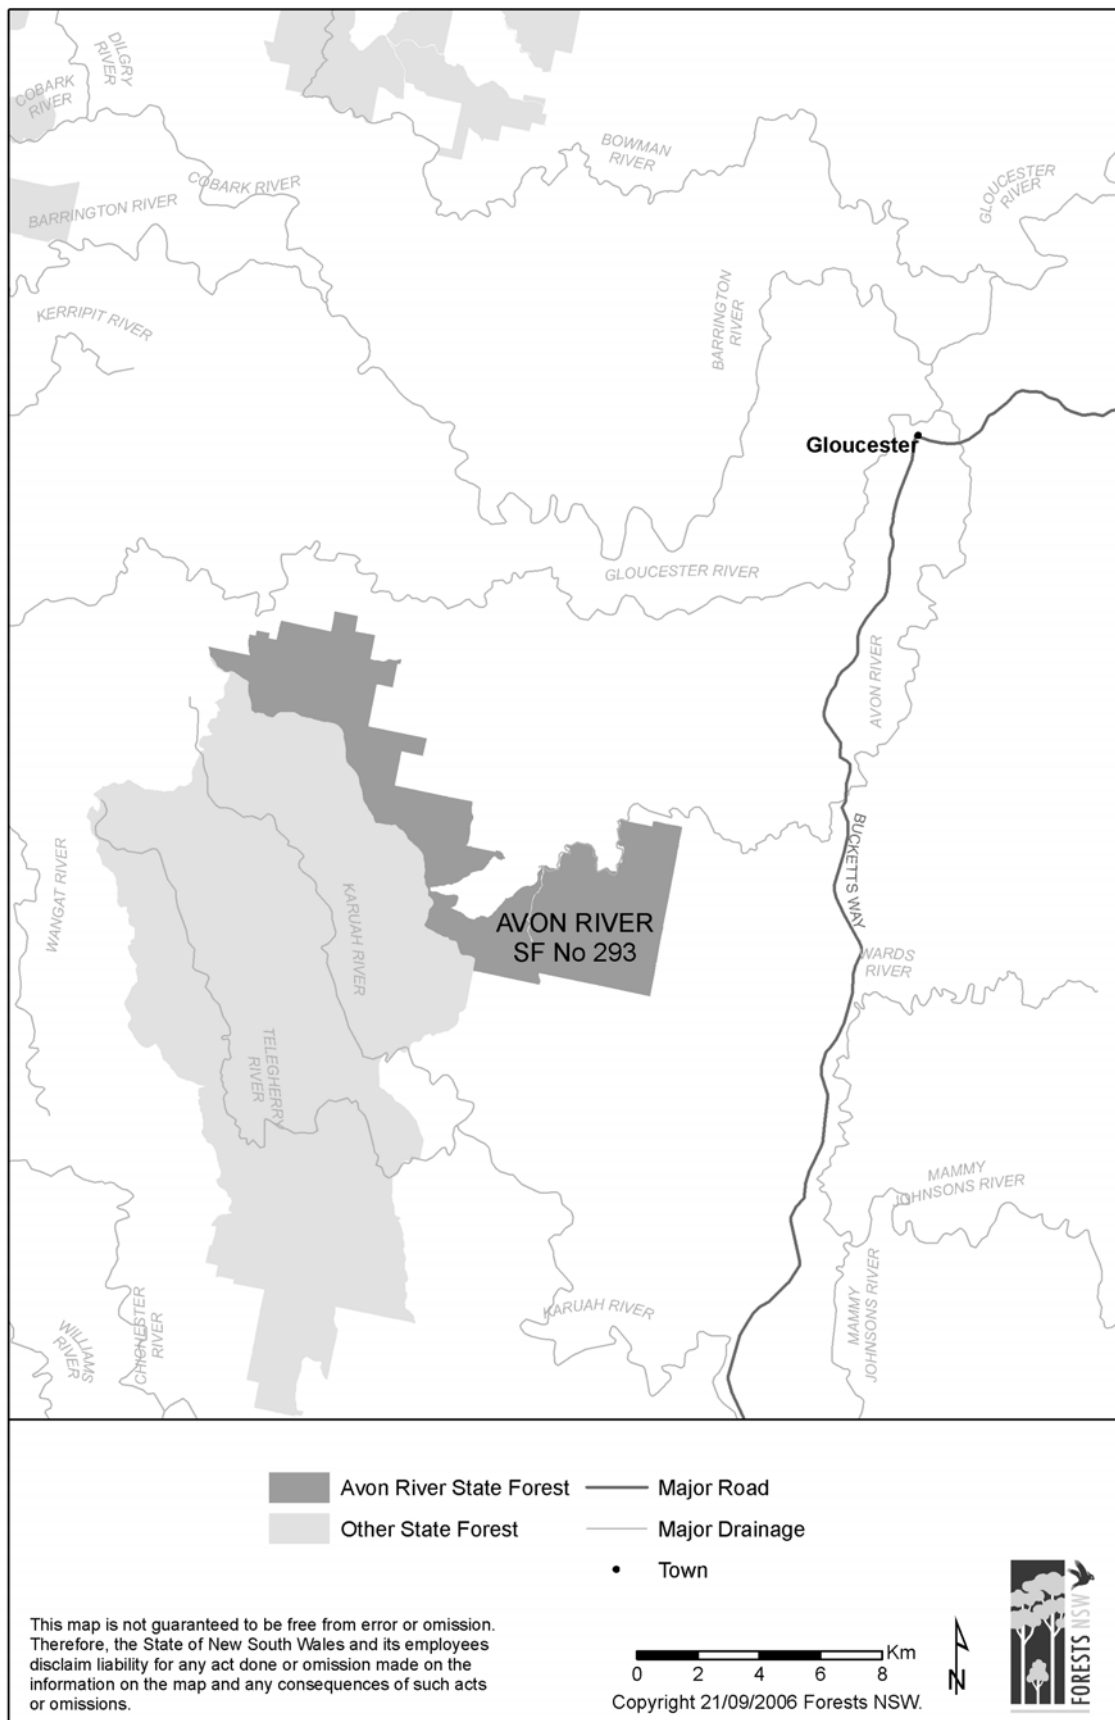 DILGRY
RIVER
COBARK
RIVER
BOWMAN
RIVER
COBARK RIVER
GLOUCESTER
RIVER
BARRINGTON RIVER
KERRIPIT RIVER
BARRINGTON
RIVER
Gloucester
GLOUCESTER RIVER
AVON RIVER
BUCKETTS WAY
WANGAT RIVER
KARUAH RIVER
AVON RIVER
SF No 293
WARDS
RIVER
TELEGHERRY
RIVER
MAMMY
JOHNSONS RIVER
MAMMY
JOHNSONS RIVER
KARUAH RIVER
CHICHESTER
RIVER
WILLIAMS
RIVER
Avon River State Forest
Major Road
Other State Forest
Major Drainage
Town
This map is not guaranteed to be free from error or omission.
Therefore, the State of New South Wales and its employees
disclaim liability for any act done or omission made on the
information on the map and any consequences of such acts
or omissions.
Km
0 2 4 6 8
Copyright 21/09/2006 Forests NSW.
N
FORESTS NSW